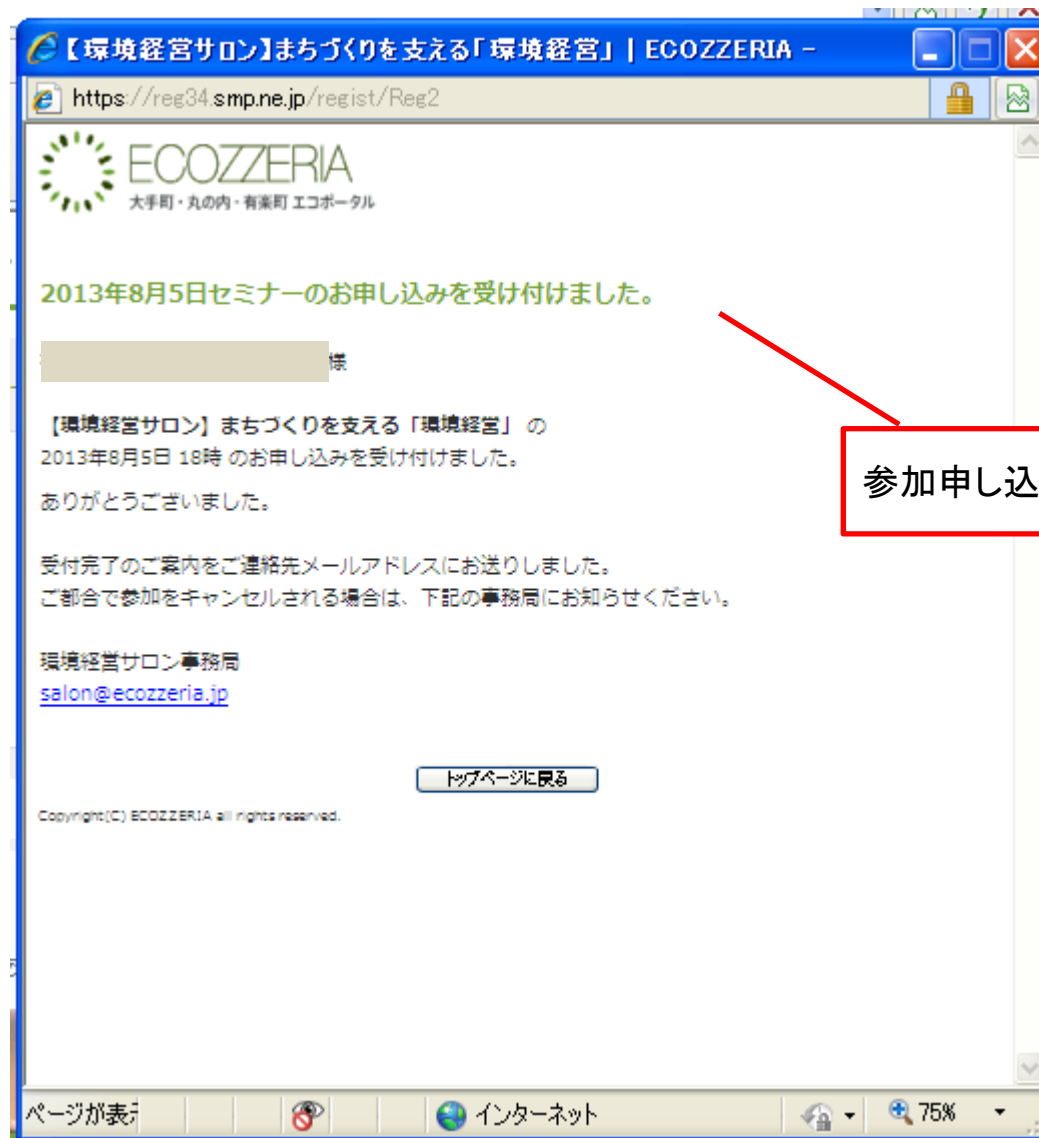 【環境経営サロン】まちづくりを支える「環境経営」 | ECOZZERIA -
https://reg34.smp.ne.jp/regist/Reg2
ECOZZERIA
大手町・丸の内・有楽町 エコポータル
2013年8月5日セミナーのお申し込みを受け付けました。
様
【環境経営サロン】まちづくりを支える「環境経営」 の
2013年8月5日 18時 のお申し込みを受け付けました。
参加申し込
ありがとうございました。
受付完了のご案内をご連絡先メールアドレスにお送りしました。
ご都合で参加をキャンセルされる場合は、下記の事務局にお知らせください。
環境経営サロン事務局
salon@ecozzeria.jp
トップページに戻る
Copyright(C) ECOZZERIA all rights reserved.
ページが表示
インターネット
75%